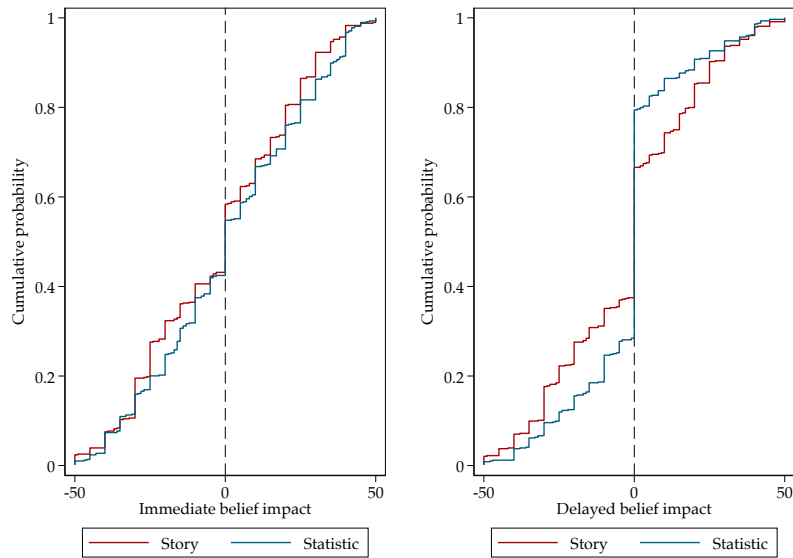 1
0.8
0.6
0.4
0.2
0
Cumulative probability
-50 0 50
Immediate belief impact
Story Statistic
1
0.8
0.6
0.4
0.2
0
Cumulative probability
-50 0 50
Delayed belief impact
Story Statistic